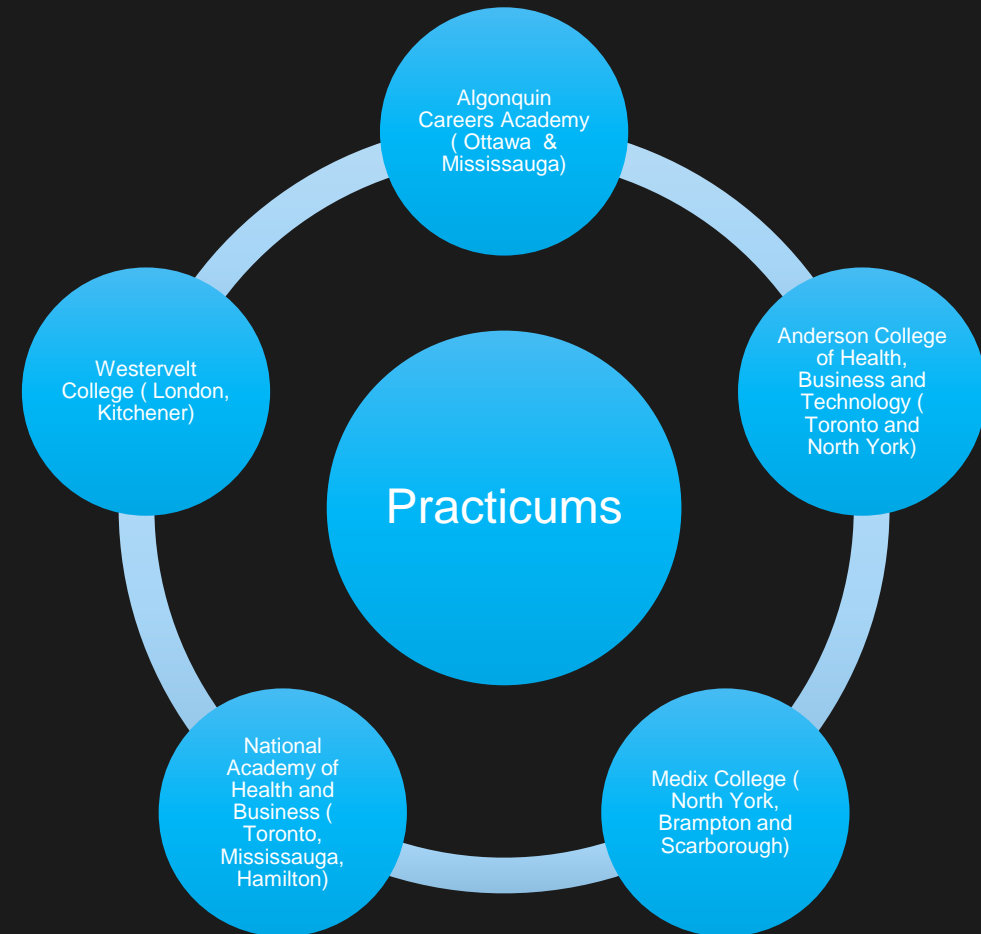 Algonquin
Careers Academy
( Ottawa &
Mississauga)
Anderson College
of Health,
Business and
Technology (
Toronto and
North York)
Medix College (
North York,
Brampton and
Scarborough)
National
Academy of
Health and
Business (
Toronto,
Mississauga,
Hamilton)
Westervelt
College ( London,
Kitchener)
Practicums